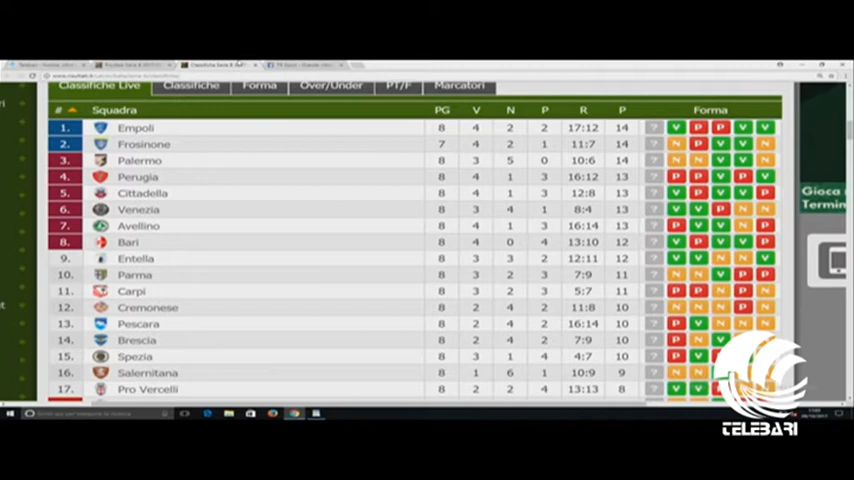 Classifiche Live Classifiche Forma Over/Under PT/F Marcatori
# Squadra PG V N P R P Forma
1. Empoli 8 4 2 2 17:12 14 ? V P P V V
2. Frosinone 7 4 2 1 11:7 14 ? N P V V N
3. Palermo 8 3 5 0 10:6 14 ? N N V V N
4. Perugia 8 4 1 3 16:12 13 ? P P V P V
5. Cittadella 8 4 1 3 12:8 13 ? V P V V P
6. Venezia 8 3 4 1 8:4 13 ? V V P N N
7. Avellino 8 4 1 3 16:14 13 ? P V P V N
8. Bari 8 4 0 4 13:10 12 ? V P V V P
9. Entella 8 3 3 2 12:11 12 ? V V N N V
10. Parma 8 3 2 3 7:9 11 ? N N V P P
11. Carpi 8 3 2 3 5:7 11 ? P P N P N
12. Cremonese 8 2 4 2 11:8 10 ? N N N P N
13. Pescara 8 2 4 2 16:14 10 ? P V N N N
14. Brescia 8 2 4 2 7:9 10 ? P N V
15. Spezia 8 3 1 4 4:7 10 ? P V
16. Salernitana 8 1 6 1 10:9 9 ? N N
17. Pro Vercelli 8 2 2 4 13:13 8 ? V V
Gioca
Termin
TELEBARI